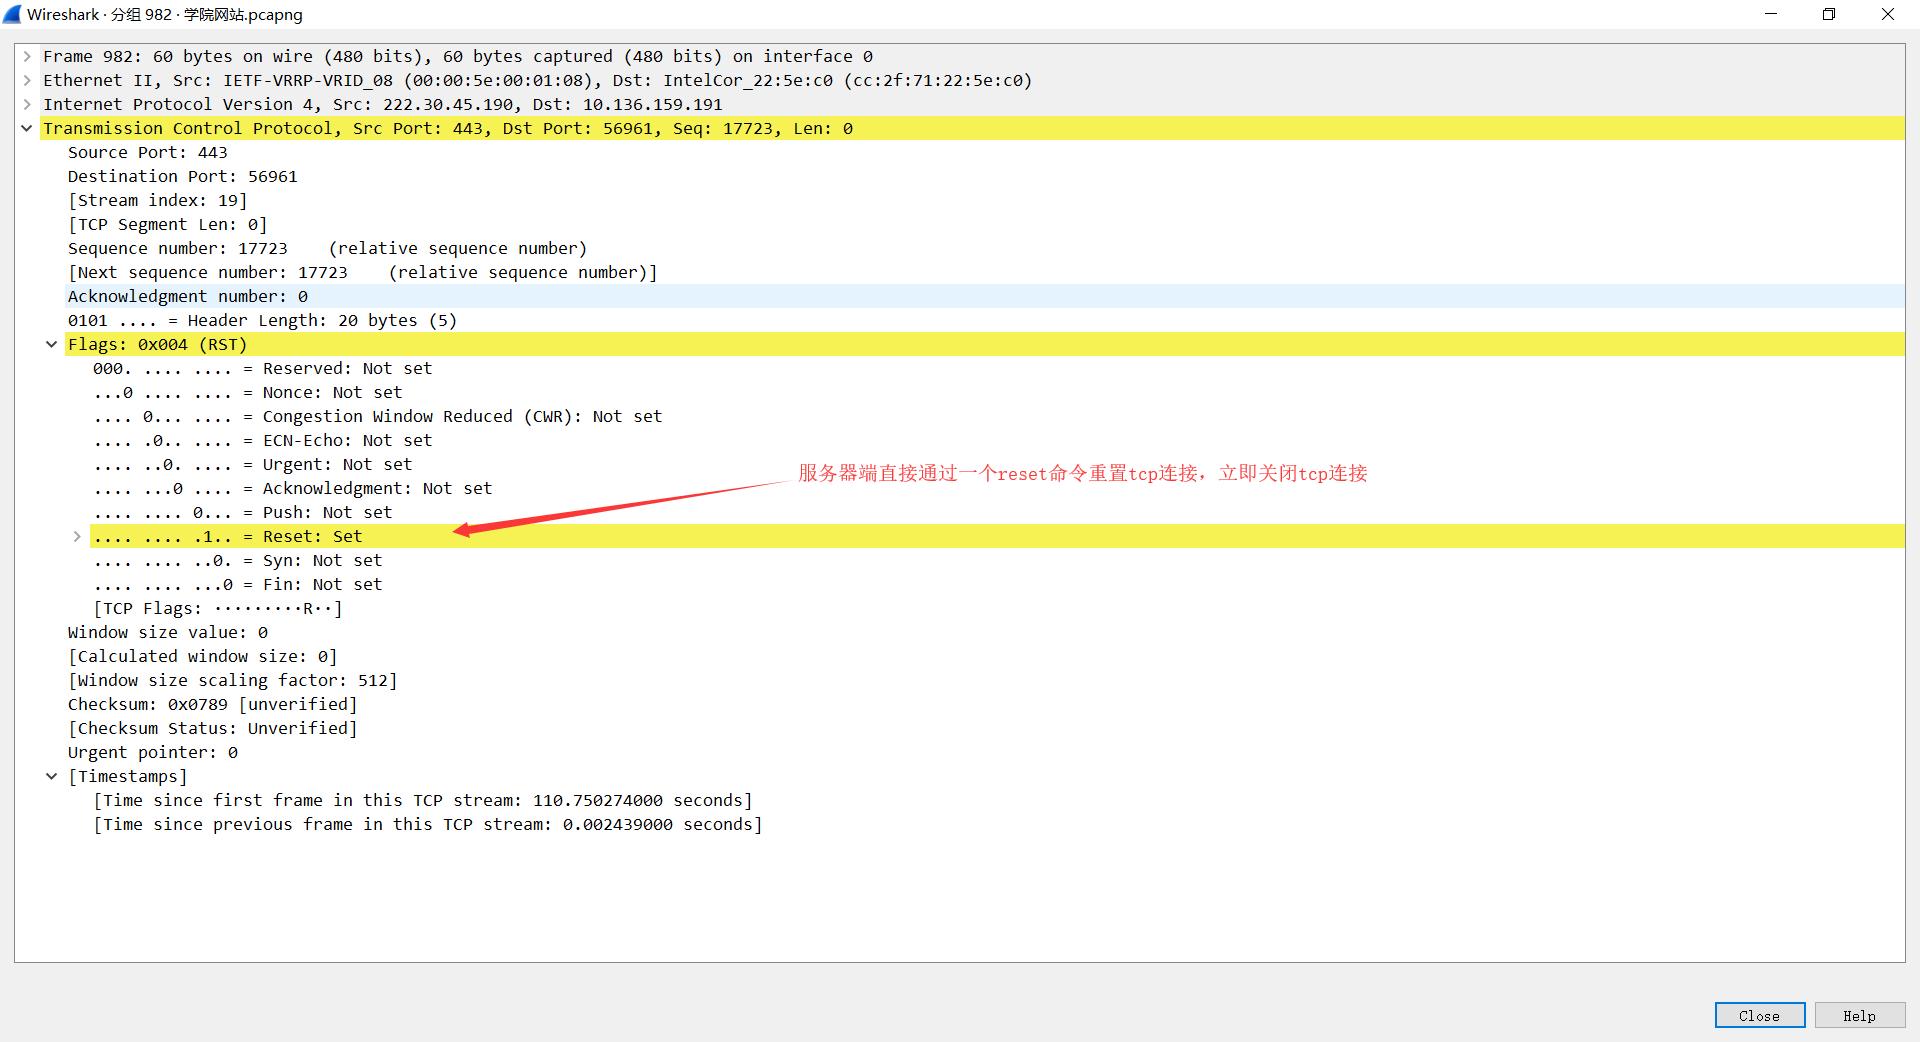 Wireshark · 分组 982 · 学院网站.pcapng
Frame 982: 60 bytes on wire (480 bits), 60 bytes captured (480 bits) on interface 0
Ethernet II, Src: IETF-VRRP-VRID_08 (00:00:5e:00:01:08), Dst: IntelCor_22:5e:c0 (cc:2f:71:22:5e:c0)
Internet Protocol Version 4, Src: 222.30.45.190, Dst: 10.136.159.191
Transmission Control Protocol, Src Port: 443, Dst Port: 56961, Seq: 17723, Len: 0
Source Port: 443
Destination Port: 56961
[Stream index: 19]
[TCP Segment Len: 0]
Sequence number: 17723    (relative sequence number)
[Next sequence number: 17723    (relative sequence number)]
Acknowledgment number: 0
0101 .... = Header Length: 20 bytes (5)
Flags: 0x004 (RST)
000. .... .... = Reserved: Not set
...0 .... .... = Nonce: Not set
.... 0... .... = Congestion Window Reduced (CWR): Not set
.... .0.. .... = ECN-Echo: Not set
.... ..0. .... = Urgent: Not set
服务器端直接通过一个reset命令重置tcp连接，立即关闭tcp连接
.... ...0 .... = Acknowledgment: Not set
.... .... 0... = Push: Not set
.... .... .1.. = Reset: Set
.... .... ..0. = Syn: Not set
.... .... ...0 = Fin: Not set
[TCP Flags: ·········R··]
Window size value: 0
[Calculated window size: 0]
[Window size scaling factor: 512]
Checksum: 0x0789 [unverified]
[Checksum Status: Unverified]
Urgent pointer: 0
[Timestamps]
[Time since first frame in this TCP stream: 110.750274000 seconds]
[Time since previous frame in this TCP stream: 0.002439000 seconds]
Close
Help